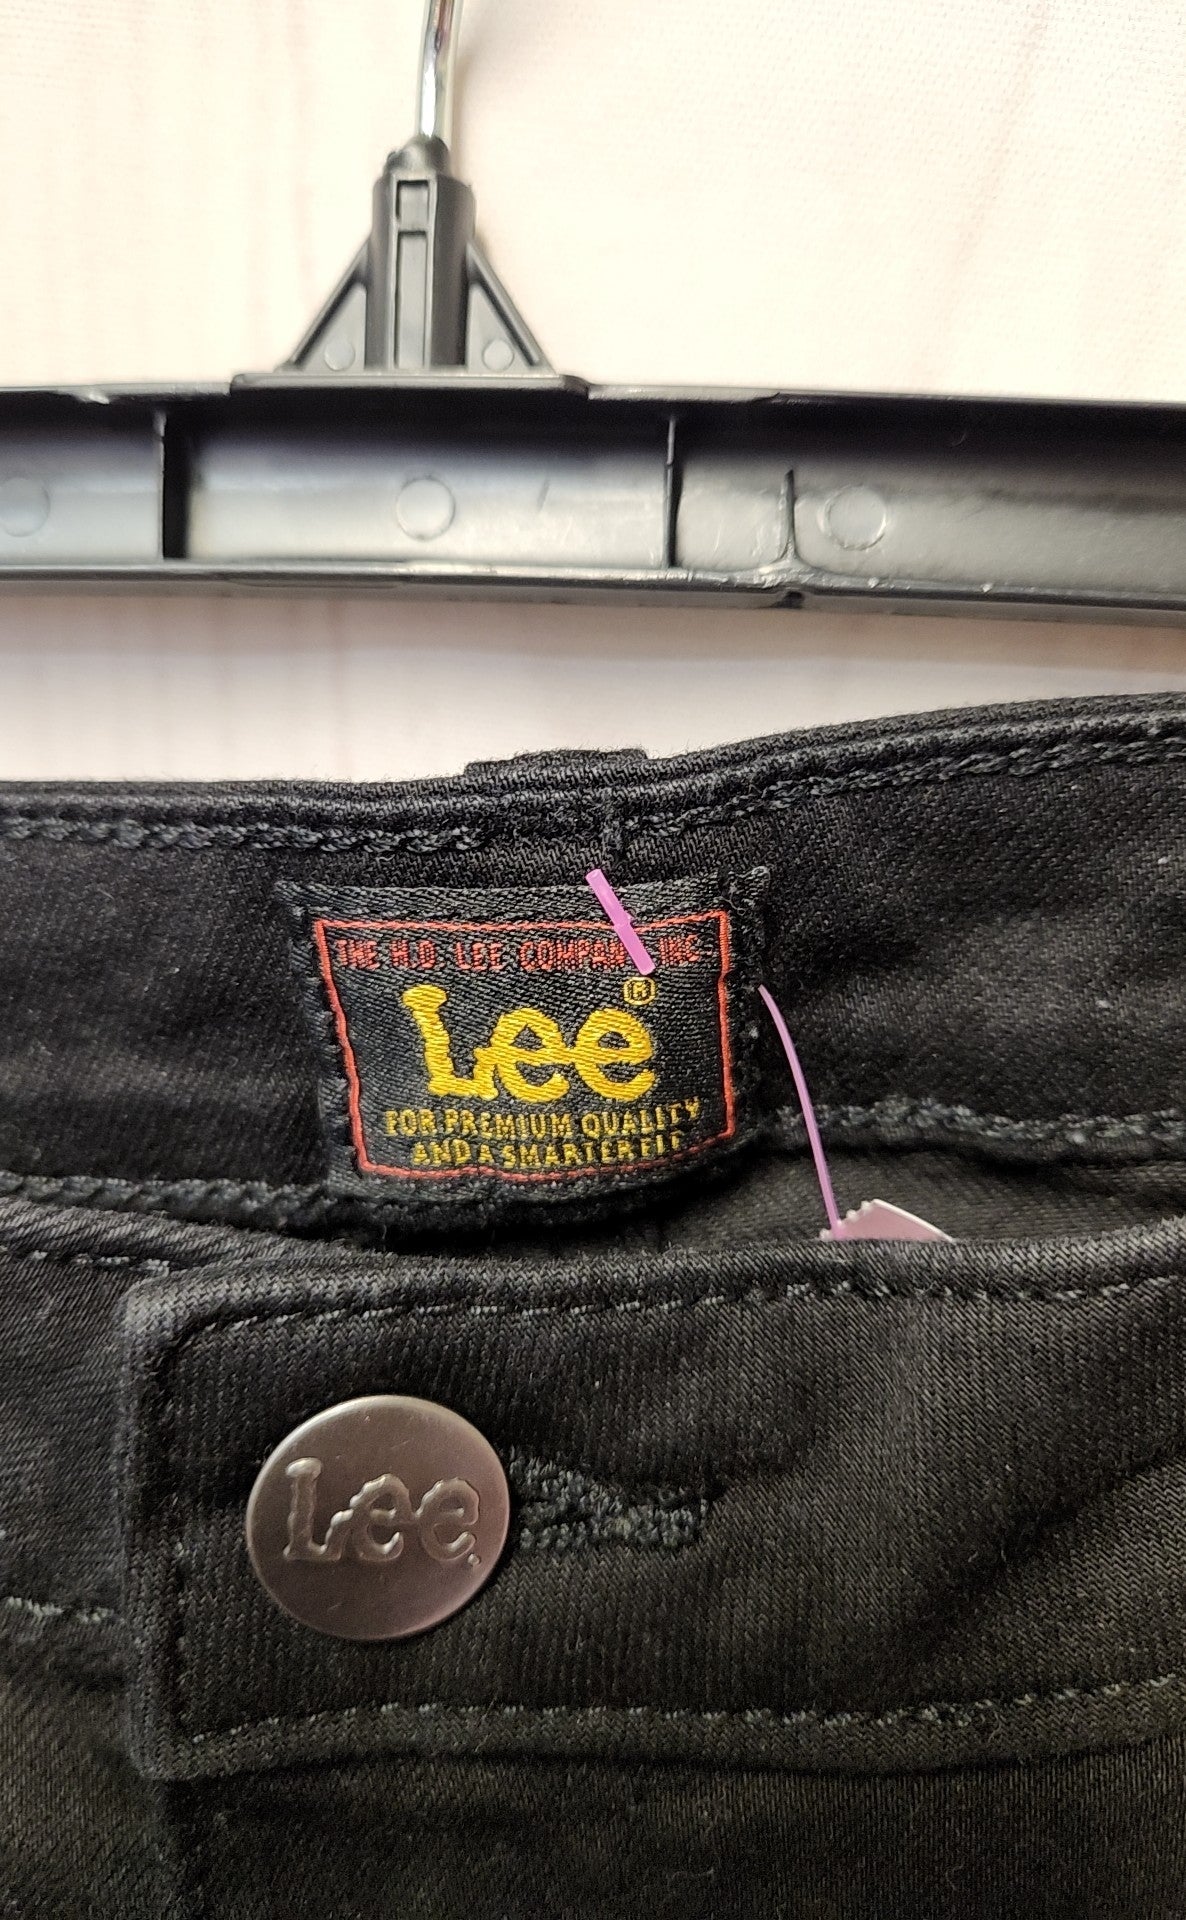 THE H.D. LEE COMPANY INC.
Lee®
FOR PREMIUM QUALITY
AND A SMARTER FIT
Lee.